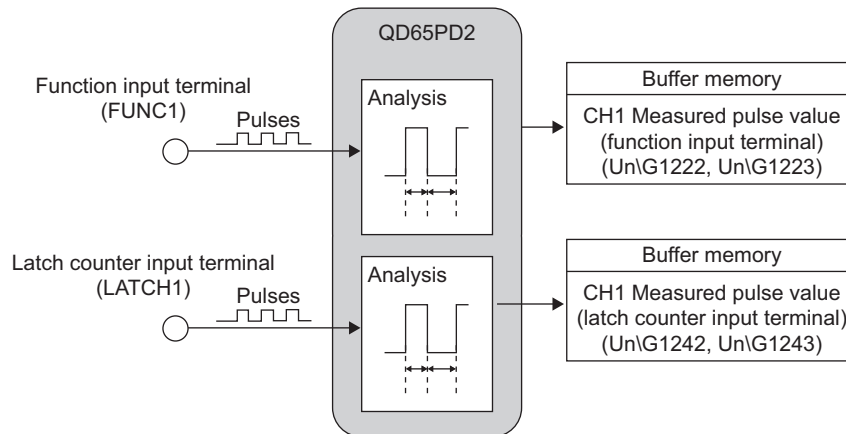 QD65PD2
Function input terminal
(FUNC1)
Pulses
Analysis
Buffer memory
CH1 Measured pulse value
(function input terminal)
(Un\G1222, Un\G1223)
Latch counter input terminal
(LATCH1)
Pulses
Analysis
Buffer memory
CH1 Measured pulse value
(latch counter input terminal)
(Un\G1242, Un\G1243)